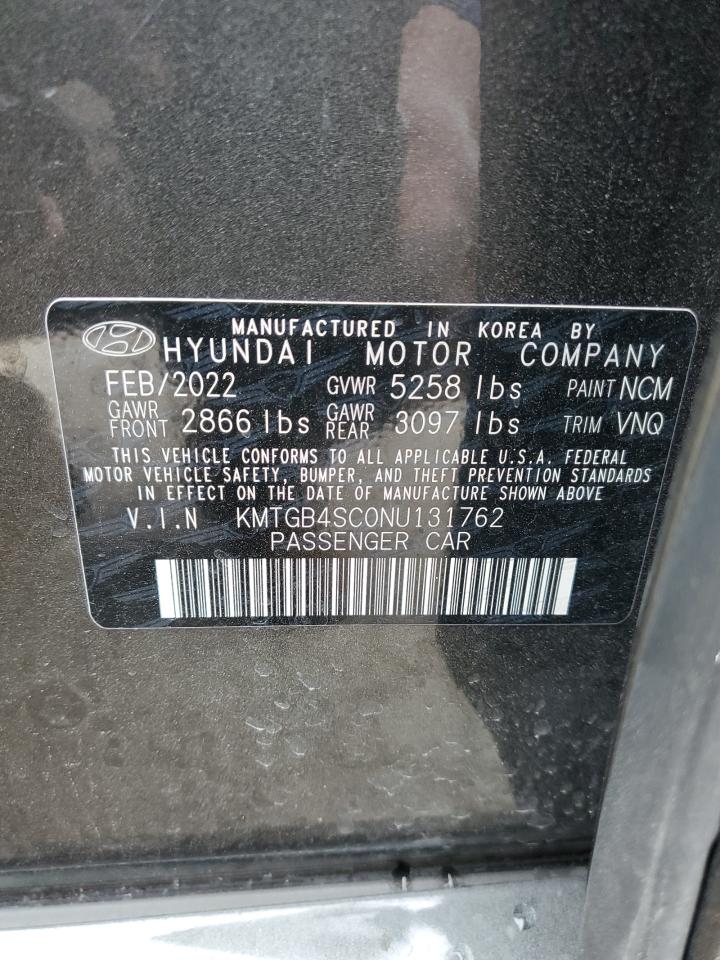 MANUFACTURED IN KOREA BY
HYUNDAI MOTOR COMPANY
FEB/2022 GVWR 5258 lbs PAINT NCM
GAWR FRONT 2866 lbs GAWR REAR 3097 lbs TRIM VNQ
THIS VEHICLE CONFORMS TO ALL APPLICABLE U.S.A. FEDERAL
MOTOR VEHICLE SAFETY, BUMPER, AND THEFT PREVENTION STANDARDS
IN EFFECT ON THE DATE OF MANUFACTURE SHOWN ABOVE
V.I.N KMTGB4SC0NU131762
PASSENGER CAR